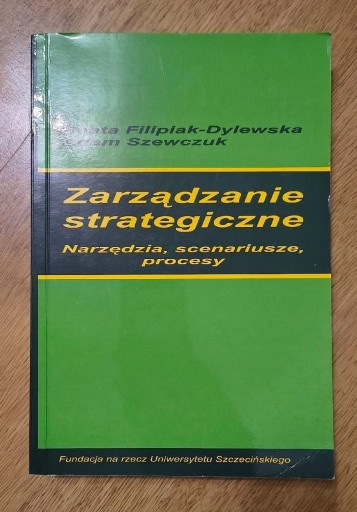 Filipiak-Dylewska
Szewczuk
Zarządzanie
strategiczne
Narzędzia, scenariusze,
procesy
Fundacja na rzecz Uniwersytetu Szczecińskiego